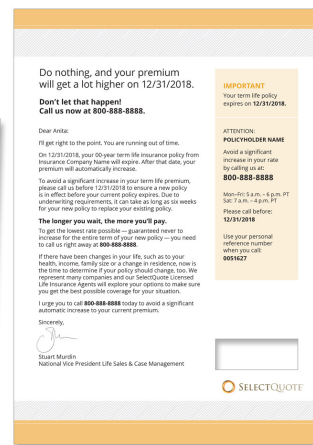 Do nothing, and your premium
will get a lot higher on 12/31/2018.
Don't let that happen!
Call us now at 800-888-8888.
Dear Anita:
I'll get right to the point. You are running out of time.
On 12/31/2018, your 00-year term life insurance policy from
Insurance Company Name will expire. After that date, your
premium will automatically increase.
To avoid a significant increase in your term life premium,
please call us before 12/31/2018 to ensure a new policy
is in effect before your current policy expires. Due to
underwriting requirements, it can take as long as six weeks
for your new policy to replace your existing policy.
The longer you wait, the more you'll pay.
To get the lowest rate possible — guaranteed never to
increase for the entire term of your new policy — you need
to call us right away at 800-888-8888.
If there have been changes in your life, such as to your
health, income, family size or a change in residence, now is
the time to determine if your policy should change, too. We
represent many companies and our SelectQuote Licensed
Life Insurance Agents will explore your options to make sure
you get the best possible coverage for your situation.
I urge you to call 800-888-8888 today to avoid a significant
automatic increase to your current premium.
Sincerely,
Stuart Murdin
National Vice President Life Sales & Case Management
IMPORTANT
Your term life policy
expires on 12/31/2018.
ATTENTION:
POLICYHOLDER NAME
Avoid a significant
increase in your rate
by calling us at:
800-888-8888
Mon–Fri: 5 a.m. – 6 p.m. PT
Sat: 7 a.m. – 4 p.m. PT
Please call before:
12/31/2018
Use your personal
reference number
when you call:
0051627
SELECTQUOTE